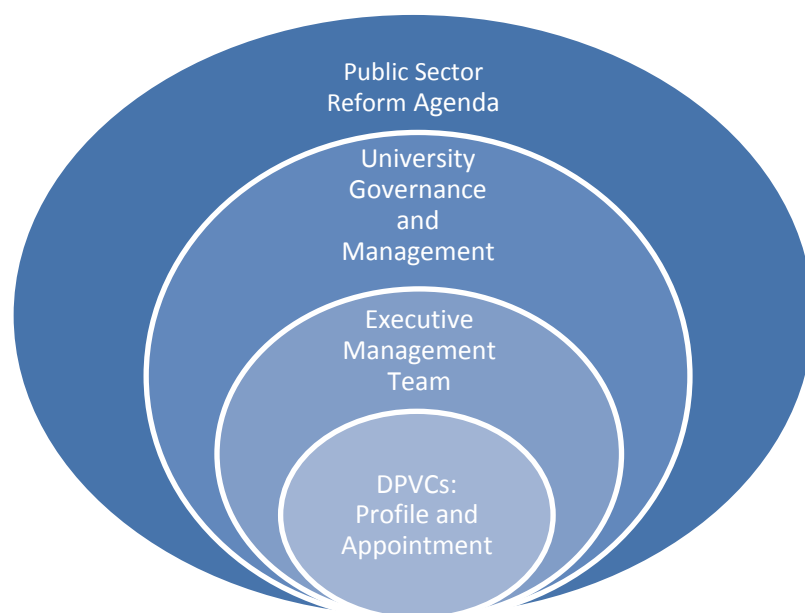 Public Sector
Reform Agenda
University
Governance
and
Management
Executive
Management
Team
DPVCs:
Profile and
Appointment